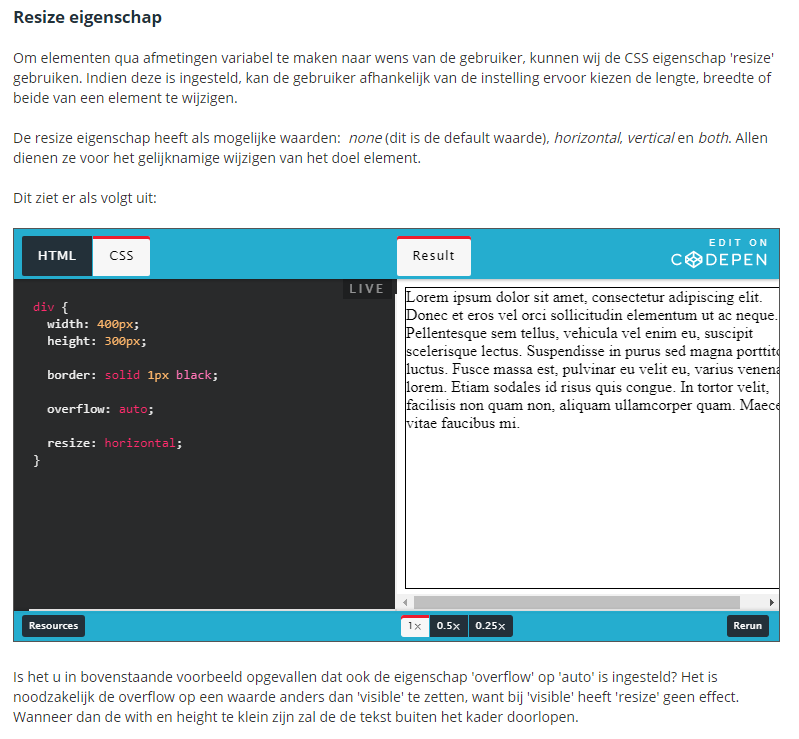 Resize eigenschap
Om elementen qua afmetingen variabel te maken naar wens van de gebruiker, kunnen wij de CSS eigenschap 'resize'
gebruiken. Indien deze is ingesteld, kan de gebruiker afhankelijk van de instelling ervoor kiezen de lengte, breedte of
beide van een element te wijzigen.
De resize eigenschap heeft als mogelijke waarden:  none (dit is de default waarde), horizontal, vertical en both. Allen
dienen ze voor het gelijknamige wijzigen van het doel element.
Dit ziet er als volgt uit:
HTML CSS Result EDIT ON
CODEPEN
LIVE
div {
width: 400px;
height: 300px;
border: solid 1px black;
overflow: auto;
resize: horizontal;
}
Lorem ipsum dolor sit amet, consectetur adipiscing elit.
Donec et eros vel orci sollicitudin elementum ut ac neque.
Pellentesque sem tellus, vehicula vel enim eu, suscipit
scelerisque lectus. Suspendisse in purus sed magna porttito
luctus. Fusce massa est, pulvinar eu velit eu, varius venena
lorem. Etiam sodales id risus quis congue. In tortor velit,
facilisis non quam non, aliquam ullamcorper quam. Maece
vitae faucibus mi.
Resources 1x 0.5x 0.25x Rerun
Is het u in bovenstaande voorbeeld opgevallen dat ook de eigenschap 'overflow' op 'auto' is ingesteld? Het is
noodzakelijk de overflow op een waarde anders dan 'visible' te zetten, want bij 'visible' heeft 'resize' geen effect.
Wanneer dan de with en height te klein zijn zal de de tekst buiten het kader doorlopen.